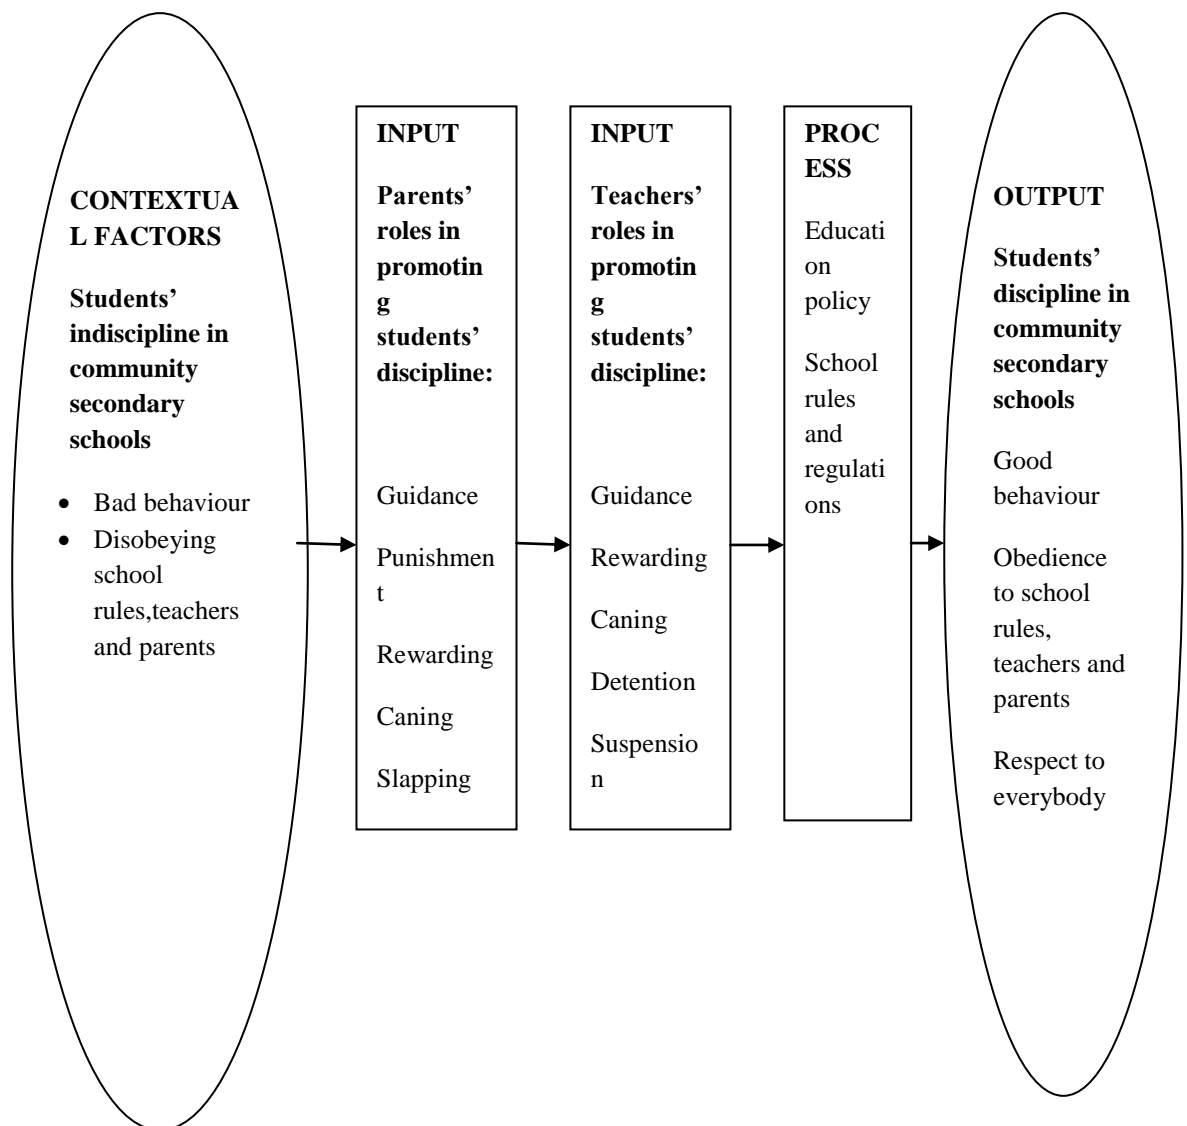 CONTEXTUA
L FACTORS
Students’
indiscipline in
community
secondary
schools
• Bad behaviour
• Disobeying
school
rules,teachers
and parents
INPUT
Parents’
roles in
promotin
g
students’
discipline:
Guidance
Punishmen
t
Rewarding
Caning
Slapping
INPUT
Teachers’
roles in
promotin
g
students’
discipline:
Guidance
Rewarding
Caning
Detention
Suspensio
n
PROC
ESS
Educati
on
policy
School
rules
and
regulati
ons
OUTPUT
Students’
discipline in
community
secondary
schools
Good
behaviour
Obedience
to school
rules,
teachers and
parents
Respect to
everybody